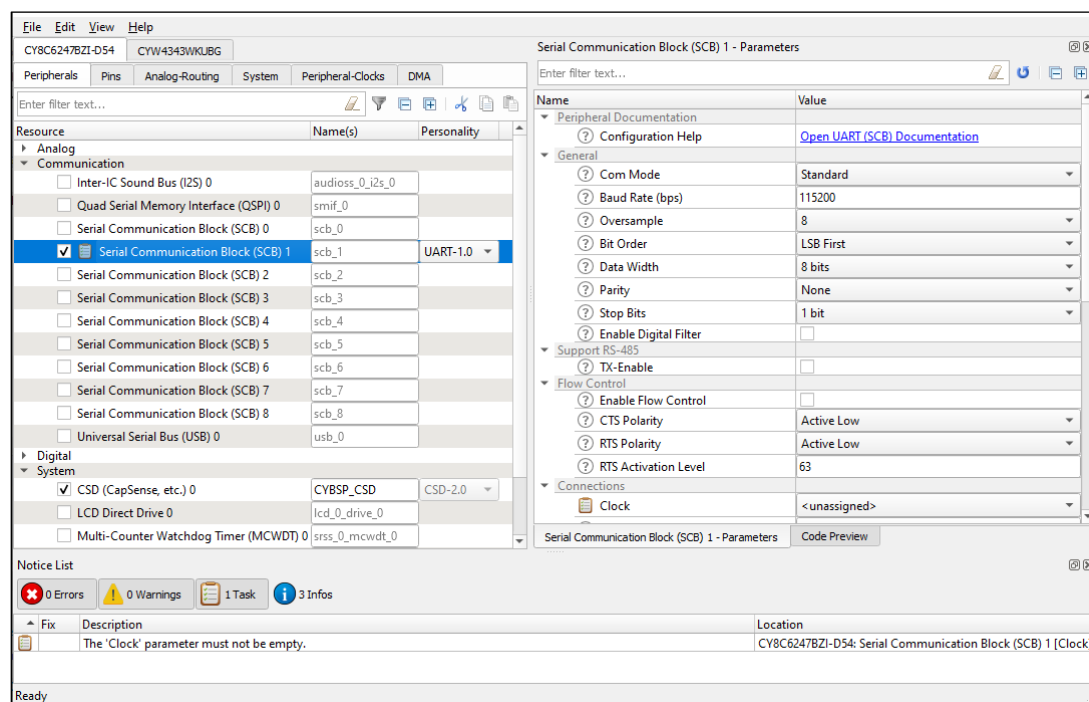 File Edit View Help
CY8C6247BZI-D54 CYW4343WKUBG
Peripherals Pins Analog-Routing System Peripheral-Clocks DMA
Enter filter text...
Resource Name(s) Personality
Analog
Communication
Inter-IC Sound Bus (I2S) 0 audioss_0_i2s_0
Quad Serial Memory Interface (QSPI) 0 smif_0
Serial Communication Block (SCB) 0 scb_0
Serial Communication Block (SCB) 1 scb_1 UART-1.0
Serial Communication Block (SCB) 2 scb_2
Serial Communication Block (SCB) 3 scb_3
Serial Communication Block (SCB) 4 scb_4
Serial Communication Block (SCB) 5 scb_5
Serial Communication Block (SCB) 6 scb_6
Serial Communication Block (SCB) 7 scb_7
Serial Communication Block (SCB) 8 scb_8
Universal Serial Bus (USB) 0 usb_0
Digital
System
CSD (CapSense, etc.) 0 CYBSP_CSD CSD-2.0
LCD Direct Drive 0 lcd_0_drive_0
Multi-Counter Watchdog Timer (MCWDT) 0 srss_0_mcwdt_0
Serial Communication Block (SCB) 1 - Parameters
Enter filter text...
Name Value
Peripheral Documentation
? Configuration Help Open UART (SCB) Documentation
General
? Com Mode Standard
? Baud Rate (bps) 115200
? Oversample 8
? Bit Order LSB First
? Data Width 8 bits
? Parity None
? Stop Bits 1 bit
? Enable Digital Filter
Support RS-485
? TX-Enable
Flow Control
? Enable Flow Control
? CTS Polarity Active Low
? RTS Polarity Active Low
? RTS Activation Level 63
Connections
Clock <unassigned>
Serial Communication Block (SCB) 1 - Parameters Code Preview
Notice List
0 Errors 0 Warnings 1 Task 3 Infos
Fix Description Location
The 'Clock' parameter must not be empty. CY8C6247BZI-D54: Serial Communication Block (SCB) 1 [Clock
Ready